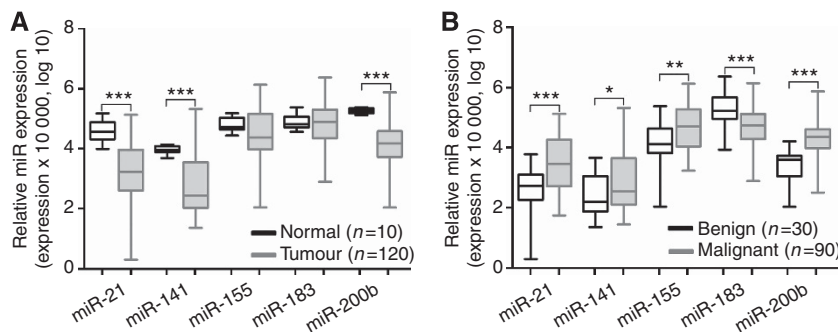 A
Relative miR expression
(expression x 10 000, log 10)
8
6
4
2
0
***
***
***
Normal (n=10)
Tumour (n=120)
miR-21
miR-141
miR-155
miR-183
miR-200b
B
Relative miR expression
(expression x 10 000, log 10)
8
6
4
2
0
***
*
**
***
***
Benign (n=30)
Malignant (n=90)
miR-21
miR-141
miR-155
miR-183
miR-200b